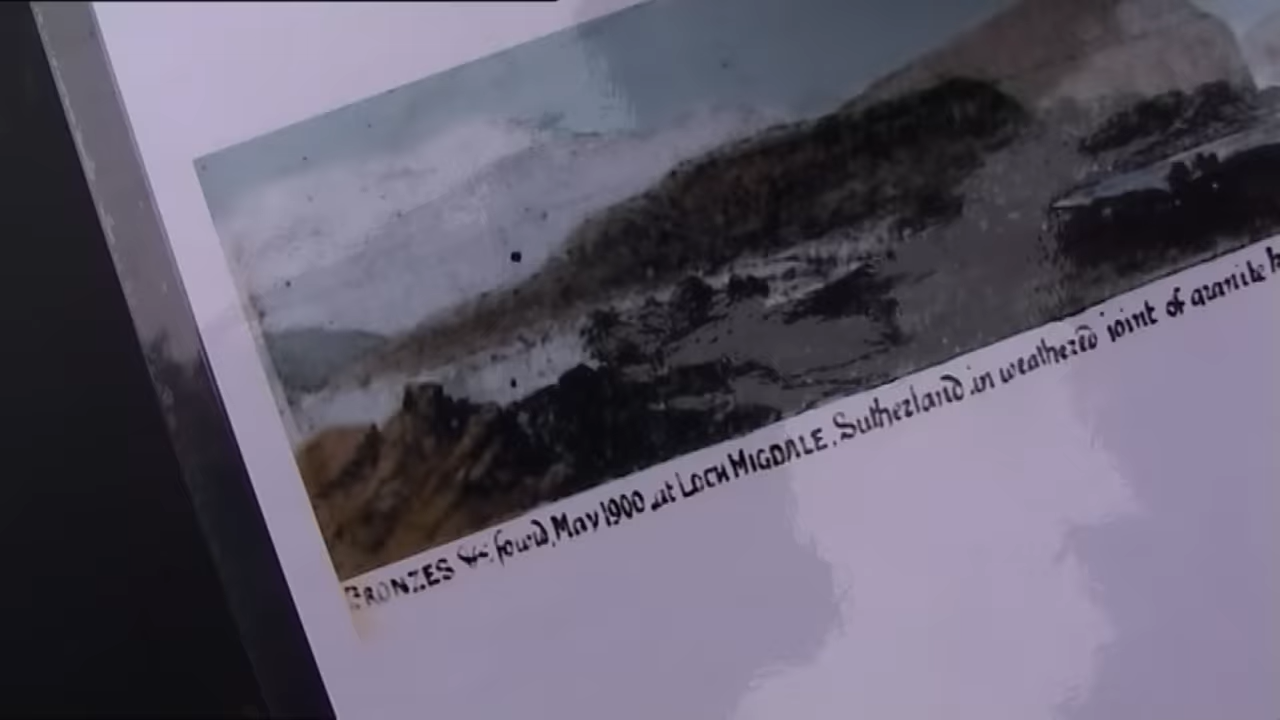 BRONZES &c. found, May 1900 at LOCH MIGDALE, Sutherland in weathered joint of granite